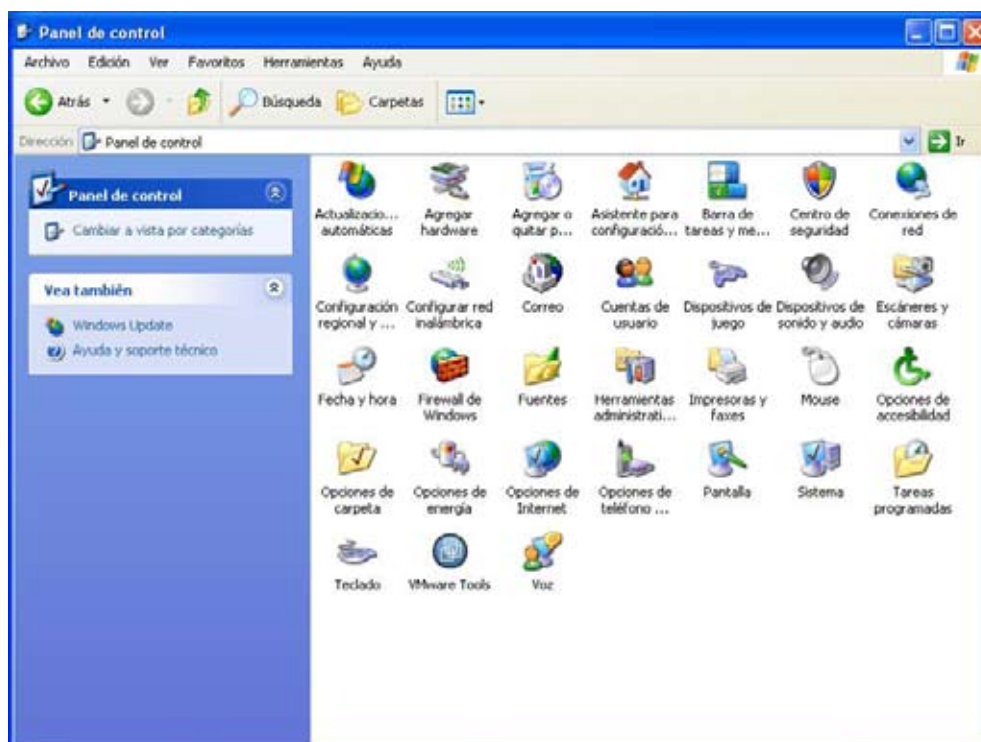 Panel de control
Archivo Edición Ver Favoritos Herramientas Ayuda
Atrás Búsqueda Carpetas
Dirección Panel de control Ir
Panel de control
Cambiar a vista por categorías
Vea también
Windows Update
Ayuda y soporte técnico
Actualizacio... automáticas
Agregar hardware
Agregar o quitar p...
Asistente para configuració...
Barra de tareas y me...
Centro de seguridad
Conexiones de red
Configuración regional y ...
Configurar red inalámbrica
Correo
Cuentas de usuario
Dispositivos de juego
Dispositivos de sonido y audio
Escáneres y cámaras
Fecha y hora
Firewall de Windows
Fuentes
Herramientas administrati...
Impresoras y faxes
Mouse
Opciones de accesibilidad
Opciones de carpeta
Opciones de energía
Opciones de Internet
Opciones de teléfono ...
Pantalla
Sistema
Tareas programadas
Teclado
VMware Tools
Voz